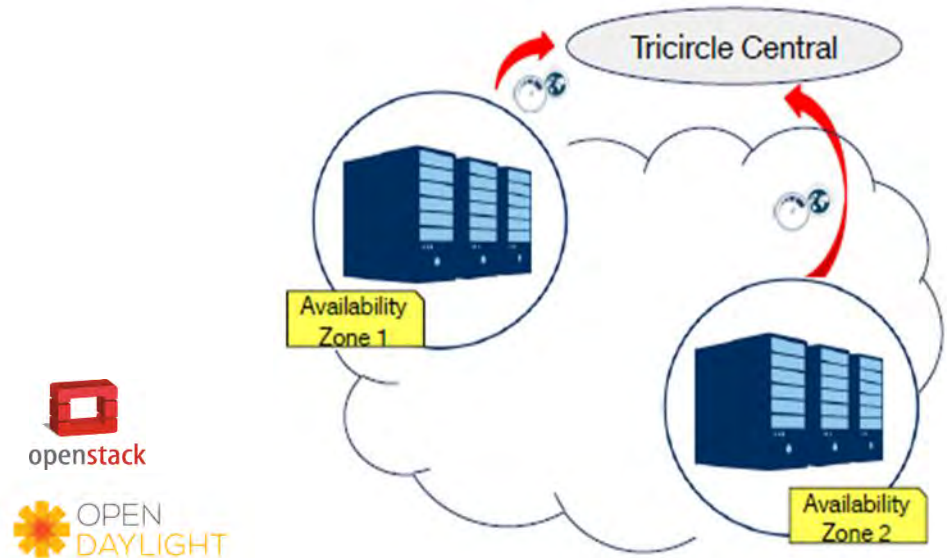 Tricircle Central
Availability
Zone 1
Availability
Zone 2
openstack
OPEN
DAYLIGHT